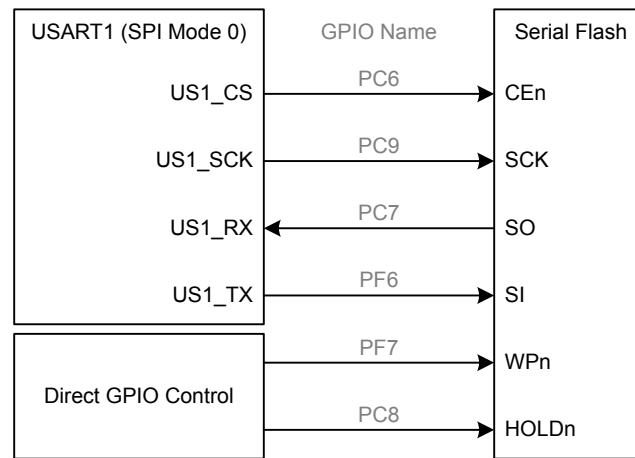 USART1 (SPI Mode 0) GPIO Name Serial Flash
US1_CS PC6 CEn
US1_SCK PC9 SCK
US1_RX PC7 SO
US1_TX PF6 SI
PF7 WPn
Direct GPIO Control
PC8 HOLDn